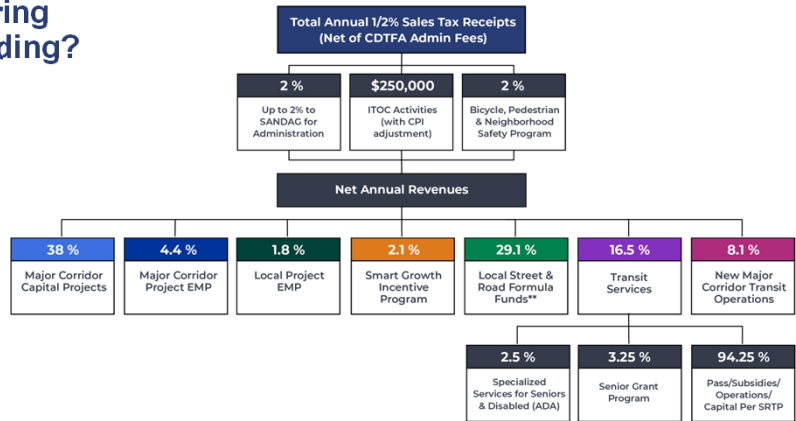 ring
ding?
Total Annual 1/2% Sales Tax Receipts
(Net of CDTFA Admin Fees)
2 %
Up to 2% to
SANDAG for
Administration
$250,000
ITOC Activities
(with CPI
adjustment)
2 %
Bicycle, Pedestrian
& Neighborhood
Safety Program
Net Annual Revenues
38 %
Major Corridor
Capital Projects
4.4 %
Major Corridor
Project EMP
1.8 %
Local Project
EMP
2.1 %
Smart Growth
Incentive
Program
29.1 %
Local Street &
Road Formula
Funds**
16.5 %
Transit
Services
8.1 %
New Major
Corridor Transit
Operations
2.5 %
Specialized
Services for Seniors
& Disabled (ADA)
3.25 %
Senior Grant
Program
94.25 %
Pass/Subsidies/
Operations/
Capital Per SRTP